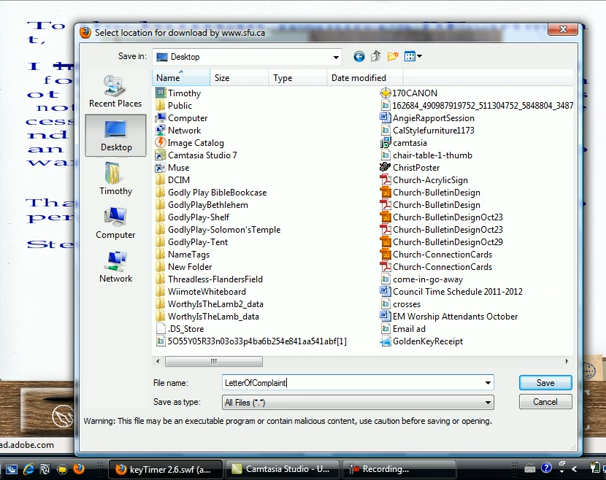 Select location for download by www.sfu.ca
Save in: Desktop
Name Size Type Date modified
Recent Places
Desktop
Timothy
Computer
Network
Timothy
Public
Computer
Network
Image Catalog
Camtasia Studio 7
Muse
DCIM
Godly Play BibleBookcase
GodlyPlayBethlehem
GodlyPlay-Shelf
GodlyPlay-Solomon'sTemple
GodlyPlay-Tent
NameTags
New Folder
Threadless-FlandersField
WiimoteWhiteboard
WorthyIsTheLamb2_data
WorthyIsTheLamb_data
.DS_Store
5O55Y05R33n03o33p4ba6b254e841aa541abf[1]
170CANON
162684_490987919752_511304752_5848804_3487
AngieRapportSession
CalStylefurniture1173
camtasia
chair-table-1-thumb
ChristPoster
Church-AcrylicSign
Church-BulletinDesign
Church-BulletinDesign
Church-BulletinDesignOct23
Church-BulletinDesignOct23
Church-BulletinDesignOct29
Church-ConnectionCards
Church-ConnectionCards
come-in-go-away
Council Time Schedule 2011-2012
crosses
EM Worship Attendants October
Email ad
GoldenKeyReceipt
File name: LetterOfComplaint
Save
Save as type: All Files (*.*)
Cancel
Warning: This file may be an executable program or contain malicious content, use caution before saving or opening.
ad.adobe.com
keyTimer 2.6.swf (a...
Camtasia Studio - U...
Recording...